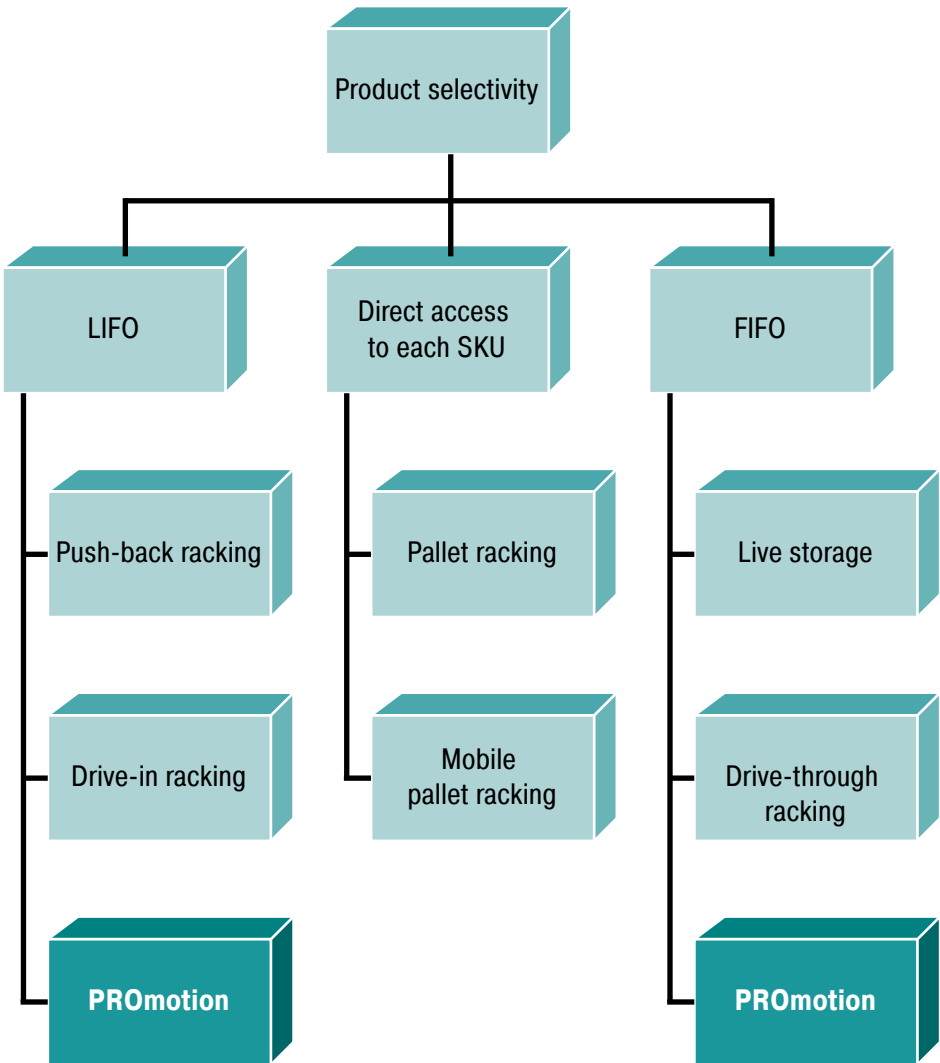 Product selectivity
LIFO
Direct access
to each SKU
FIFO
Push-back racking
Pallet racking
Live storage
Drive-in racking
Mobile
pallet racking
Drive-through
racking
PROmotion
PROmotion